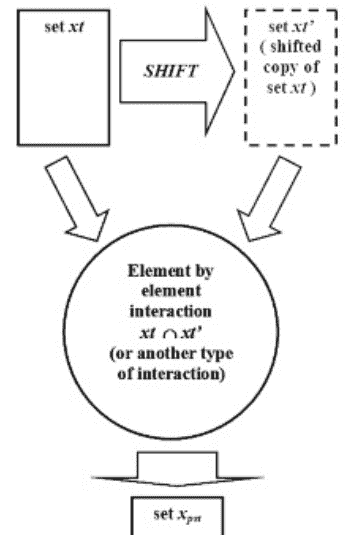 set xt
SHIFT
set xt’
( shifted
copy of
set xt )
Element by
element
interaction
xt ∩ xt’
(or another type
of interaction)
set xprt